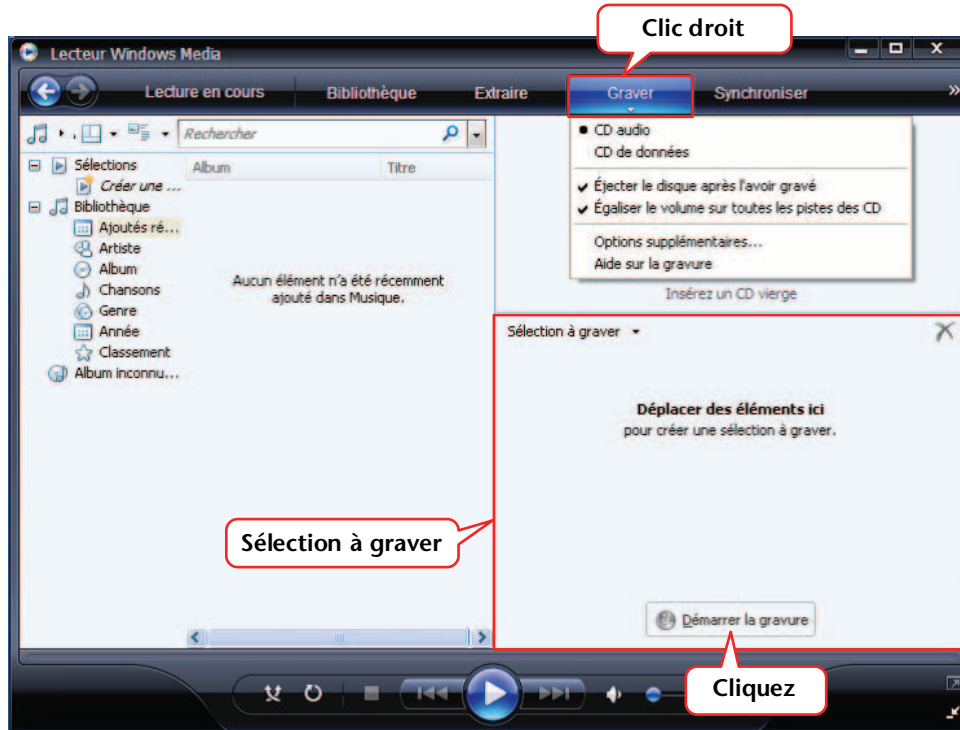 Clic droit
Lecteur Windows Media
Lecture en cours Bibliothèque Extraire Graver Synchroniser »
Rechercher
Sélections
Créer une ...
Bibliothèque
Ajoutés ré...
Artiste
Album
Chansons
Genre
Année
Classement
Album inconnu...
Album Titre
Aucun élément n'a été récemment
ajouté dans Musique.
CD audio
CD de données
Éjecter le disque après l'avoir gravé
Égaliser le volume sur toutes les pistes des CD
Options supplémentaires...
Aide sur la gravure
Insérez un CD vierge
Sélection à graver
Déplacer des éléments ici
pour créer une sélection à graver.
Sélection à graver
Démarrer la gravure
Cliquez